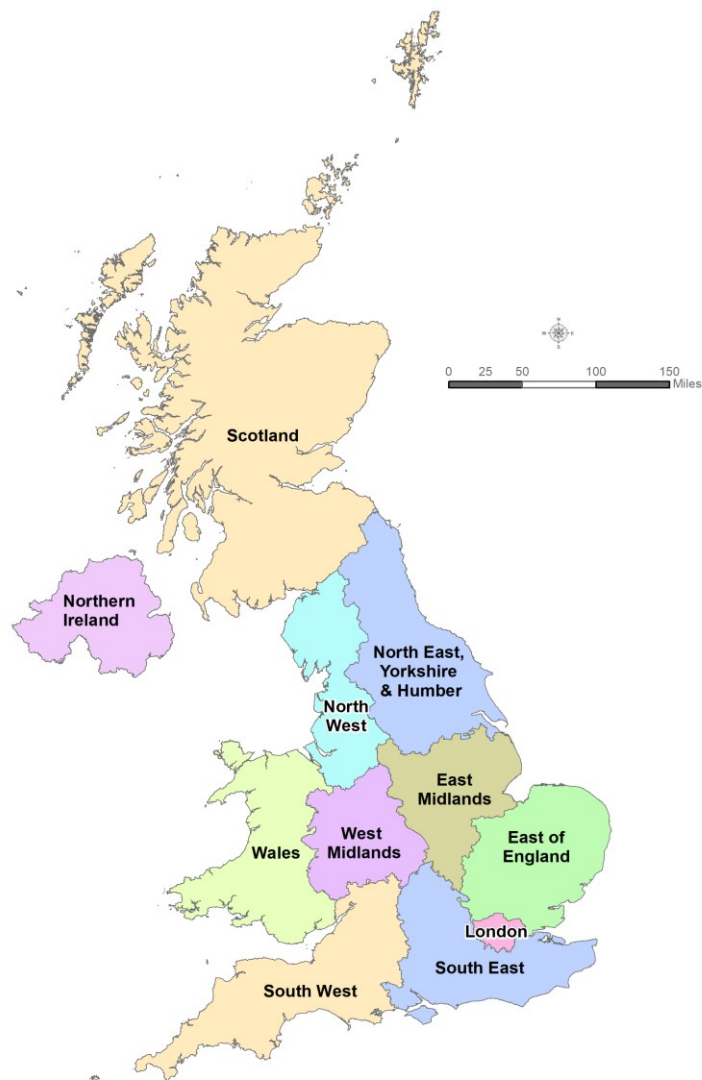 N
W E
0 25 50 100 150
Miles
Scotland
Northern
Ireland
North East,
Yorkshire
& Humber
North
West
East
Midlands
West
Midlands
Wales
East of
England
London
South East
South West